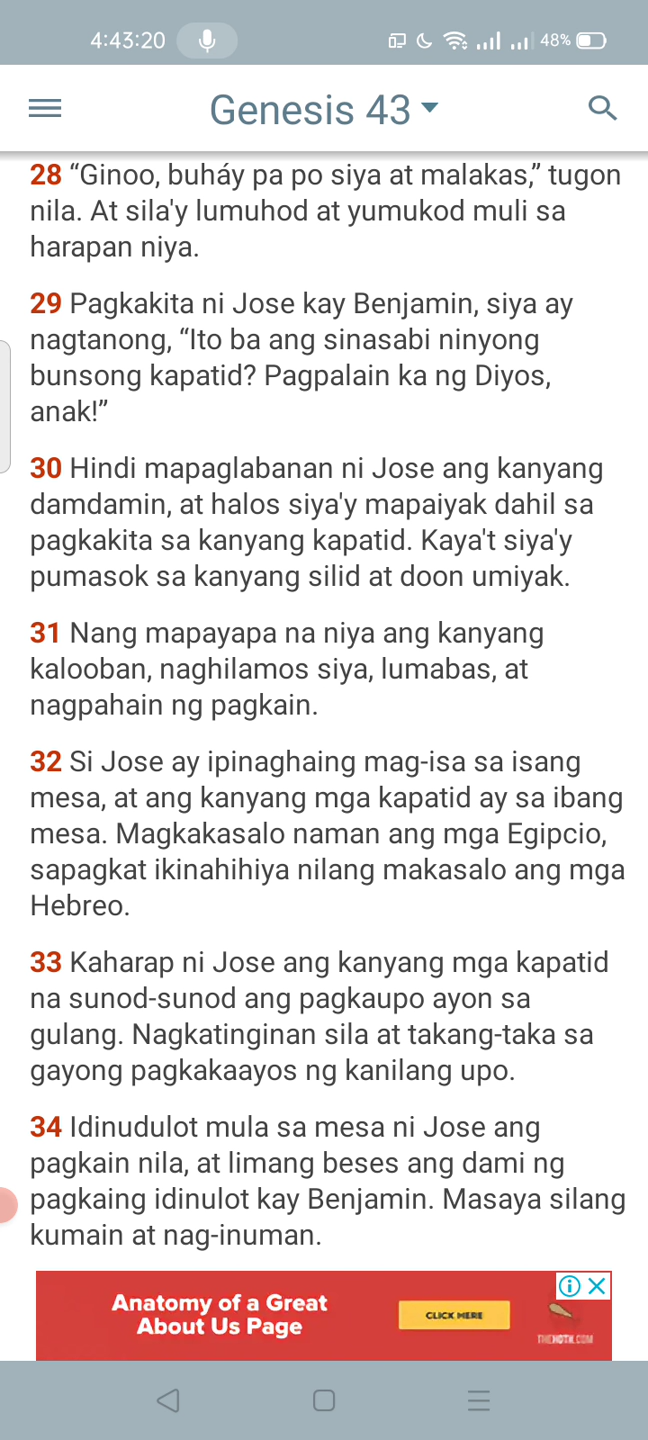 4:43:20
48%
Genesis 43
28 “Ginoo, buháy pa po siya at malakas,” tugon
nila. At sila'y lumuhod at yumukod muli sa
harapan niya.
29 Pagkakita ni Jose kay Benjamin, siya ay
nagtanong, “Ito ba ang sinasabi ninyong
bunsong kapatid? Pagpalain ka ng Diyos,
anak!”
30 Hindi mapaglabanan ni Jose ang kanyang
damdamin, at halos siya'y mapaiyak dahil sa
pagkakita sa kanyang kapatid. Kaya't siya'y
pumasok sa kanyang silid at doon umiyak.
31 Nang mapayapa na niya ang kanyang
kalooban, naghilamos siya, lumabas, at
nagpahain ng pagkain.
32 Si Jose ay ipinaghaing mag-isa sa isang
mesa, at ang kanyang mga kapatid ay sa ibang
mesa. Magkakasalo naman ang mga Egipcio,
sapagkat ikinahihiya nilang makasalo ang mga
Hebreo.
33 Kaharap ni Jose ang kanyang mga kapatid
na sunod-sunod ang pagkaupo ayon sa
gulang. Nagkatinginan sila at takang-taka sa
gayong pagkakaayos ng kanilang upo.
34 Idinudulot mula sa mesa ni Jose ang
pagkain nila, at limang beses ang dami ng
pagkaing idinulot kay Benjamin. Masaya silang
kumain at nag-inuman.
Anatomy of a Great
About Us Page
CLICK HERE
THEHOTH.COM